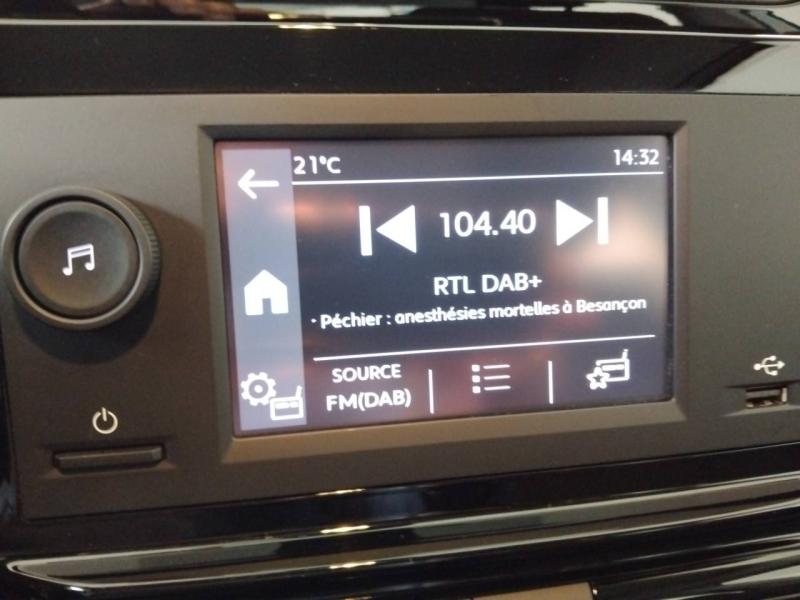 21°C 14:32
104.40
RTL DAB+
- Péchier : anesthésies mortelles à Besançon
SOURCE
FM(DAB)